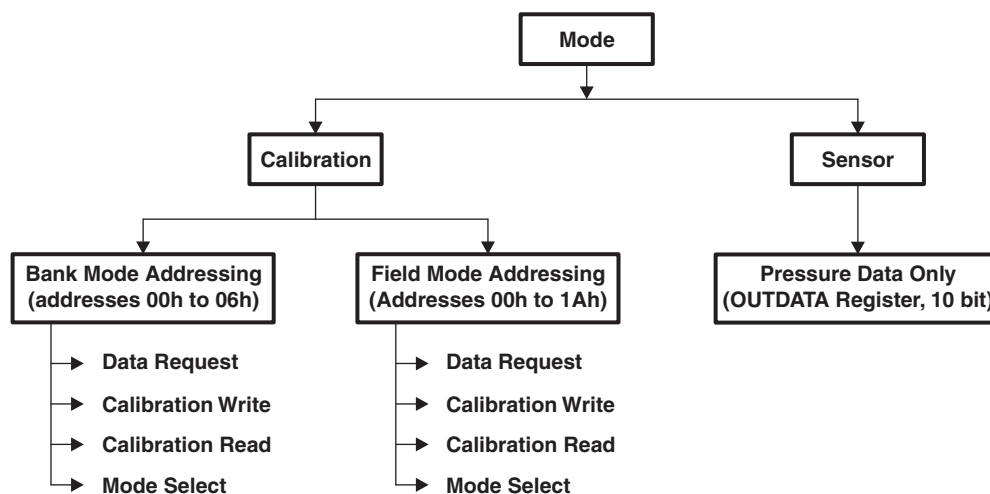 Mode
Calibration
Sensor
Bank Mode Addressing
(addresses 00h to 06h)
Field Mode Addressing
(Addresses 00h to 1Ah)
Pressure Data Only
(OUTDATA Register, 10 bit)
Data Request
Calibration Write
Calibration Read
Mode Select
Data Request
Calibration Write
Calibration Read
Mode Select